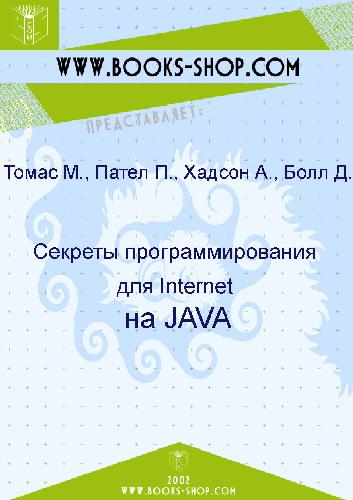 WWW.BOOKS-SHOP.COM
ПРЕДСТАВЛЯЕТ:
Томас М., Пател П., Хадсон А., Болл Д.
Секреты программирования
для Internet
на JAVA
2002
WWW.BOOKS-SHOP.COM